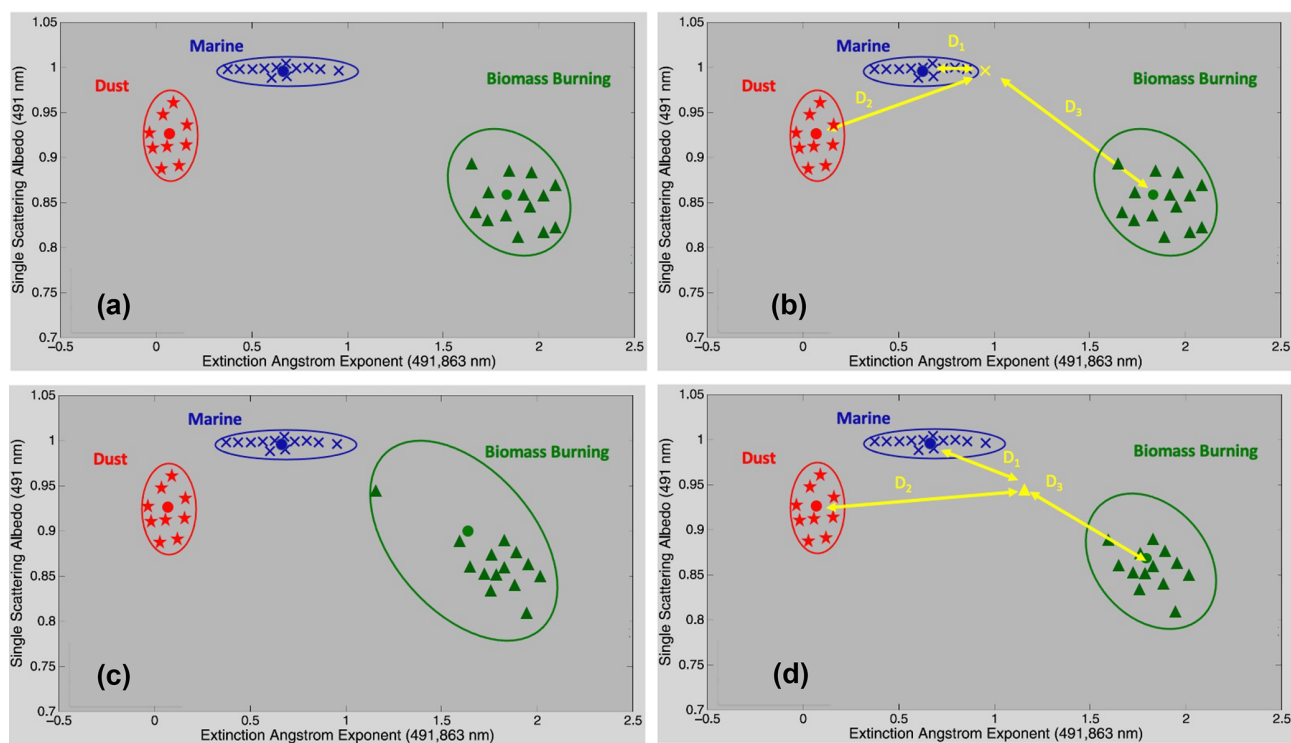 1.05
1
0.95
0.9
0.85
0.8
0.75
0.7
Single Scattering Albedo (491 nm)
Marine
Dust
Biomass Burning
(a)
−0.5 0 0.5 1 1.5 2 2.5
Extinction Angstrom Exponent (491,863 nm)
1.05
1
0.95
0.9
0.85
0.8
0.75
0.7
Single Scattering Albedo (491 nm)
Marine
D1
Dust
Biomass Burning
D2
D3
(b)
−0.5 0 0.5 1 1.5 2 2.5
Extinction Angstrom Exponent (491,863 nm)
1.05
1
0.95
0.9
0.85
0.8
0.75
0.7
Single Scattering Albedo (491 nm)
Marine
Dust
Biomass Burning
(c)
−0.5 0 0.5 1 1.5 2 2.5
Extinction Angstrom Exponent (491,863 nm)
1.05
1
0.95
0.9
0.85
0.8
0.75
0.7
Single Scattering Albedo (491 nm)
Marine
Dust
Biomass Burning
D1
D2
D3
(d)
−0.5 0 0.5 1 1.5 2 2.5
Extinction Angstrom Exponent (491,863 nm)